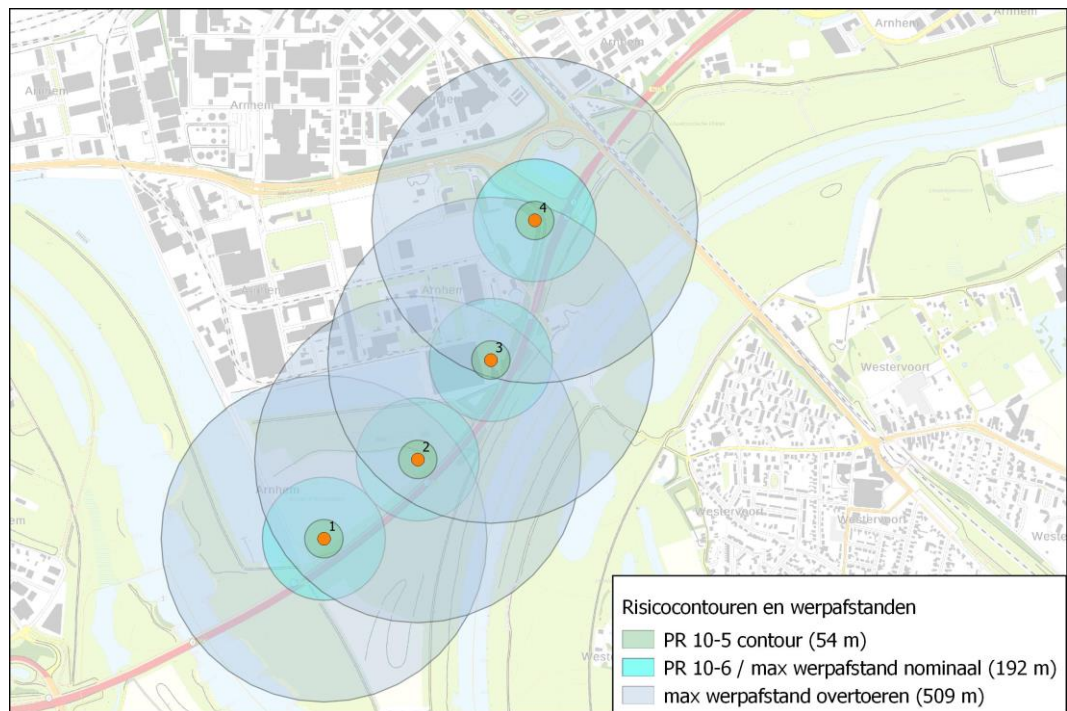 Arnhem
Arnhem
Arnhem
Arnhem
4
Arnhem
3
Westervoort
2
Arnhem
1
Westervoort
Westervoort
Risicocontouren en werpafstanden
PR 10-5 contour (54 m)
PR 10-6 / max werpafstand nominaal (192 m)
max werpafstand overtoeren (509 m)